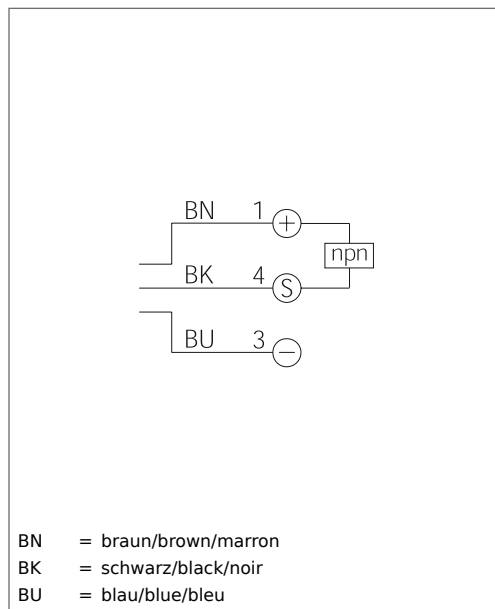 BN 1 +
npn
BK 4 S
BU 3 −
BN = braun/brown/marron
BK = schwarz/black/noir
BU = blau/blue/bleu